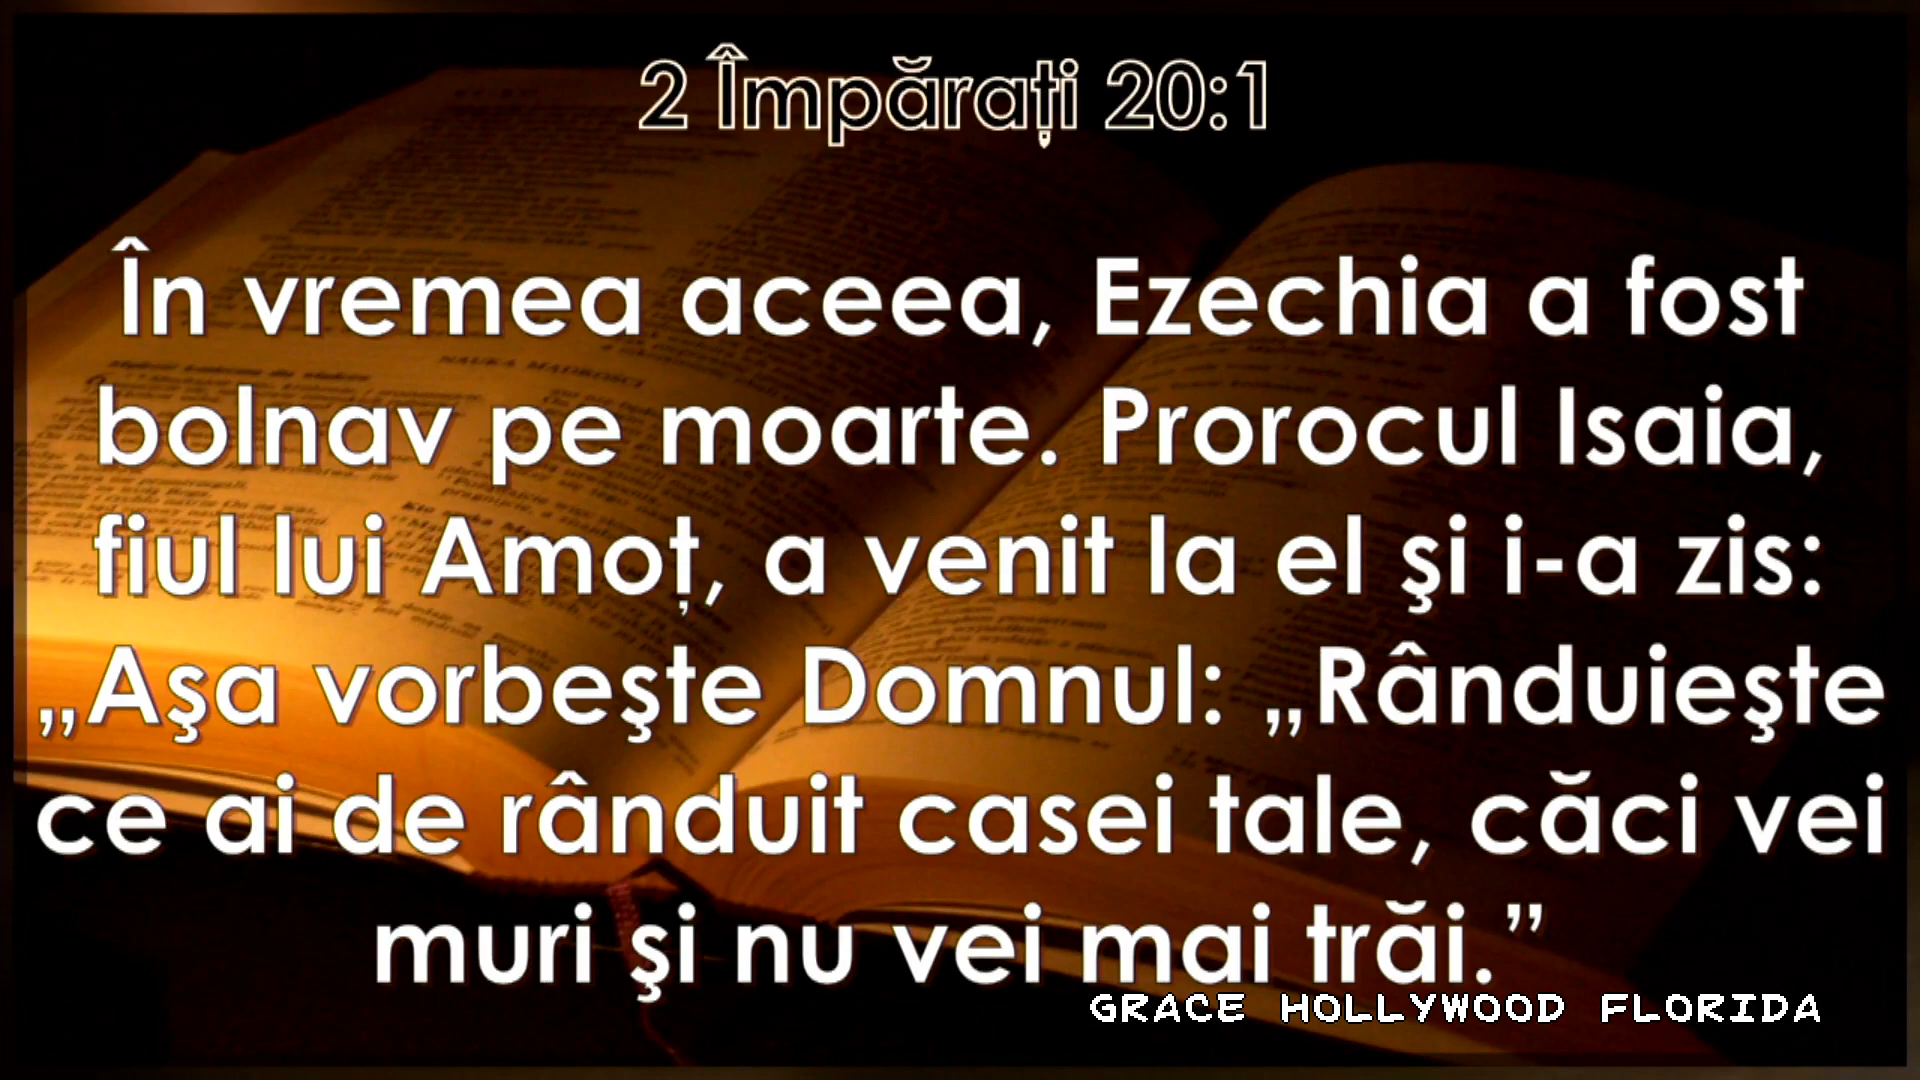 2 Împărați 20:1
În vremea aceea, Ezechia a fost
bolnav pe moarte. Prorocul Isaia,
fiul lui Amoț, a venit la el şi i-a zis:
„Aşa vorbeşte Domnul: „Rânduieşte
ce ai de rânduit casei tale, căci vei
muri şi nu vei mai trăi.”
GRACE HOLLYWOOD FLORIDA